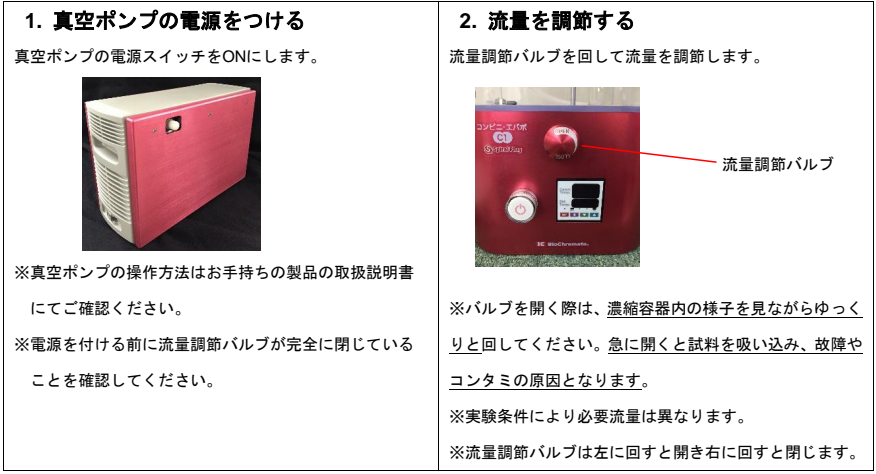 1. 真空ポンプの電源をつける
真空ポンプの電源スイッチをONにします。
※真空ポンプの操作方法はお手持ちの製品の取扱説明書
にてご確認ください。
※電源を付ける前に流量調節バルブが完全に閉じている
ことを確認してください。
2. 流量を調節する
流量調節バルブを回して流量を調節します。
コンビニ・エバポ
C1
BioChromato
流量調節バルブ
※バルブを開く際は、濃縮容器内の様子を見ながらゆっく
りと回してください。急に開くと試料を吸い込み、故障や
コンタミの原因となります。
※実験条件により必要流量は異なります。
※流量調節バルブは左に回すと開き右に回すと閉じます。